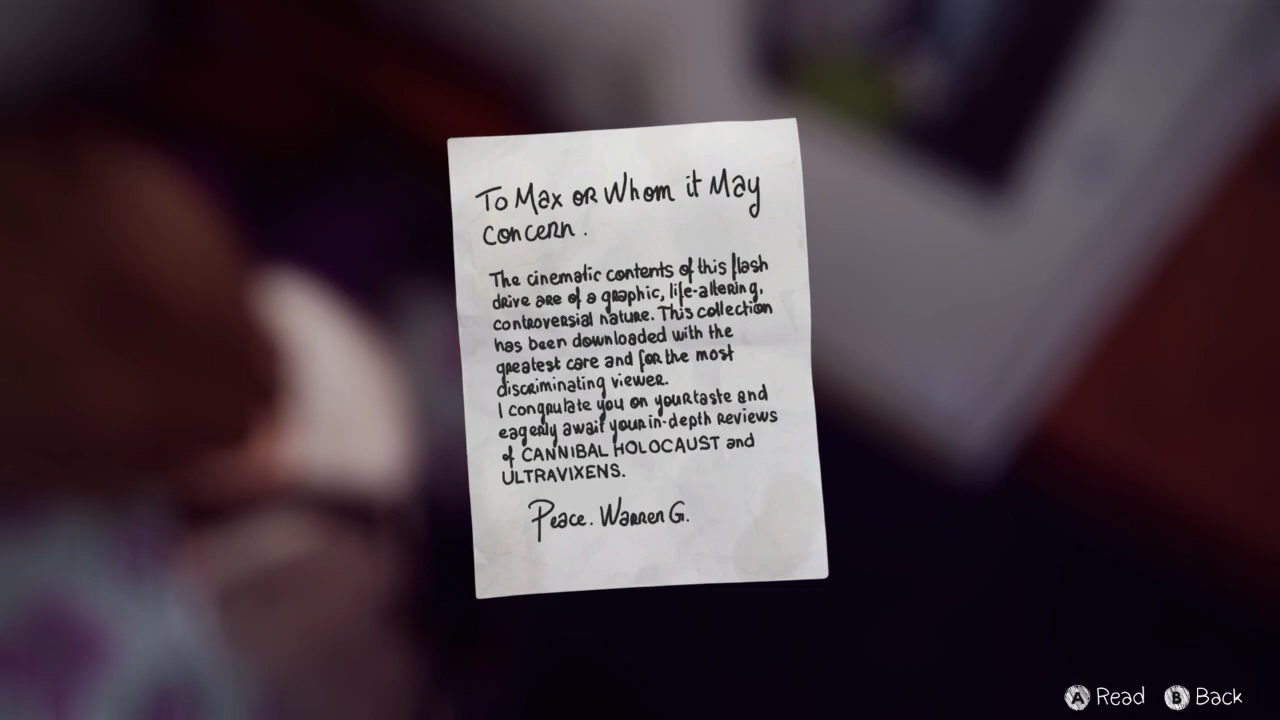 To Max or Whom it May
Concern.
The cinematic contents of this flash
drive are of a graphic, life-altering,
controversial nature. This collection
has been downloaded with the
greatest care and for the most
discriminating viewer.
I congrulate you on your taste and
eagerly await your in-depth reviews
of CANNIBAL HOLOCAUST and
ULTRAVIXENS.
Peace. Warren G.
A Read B Back